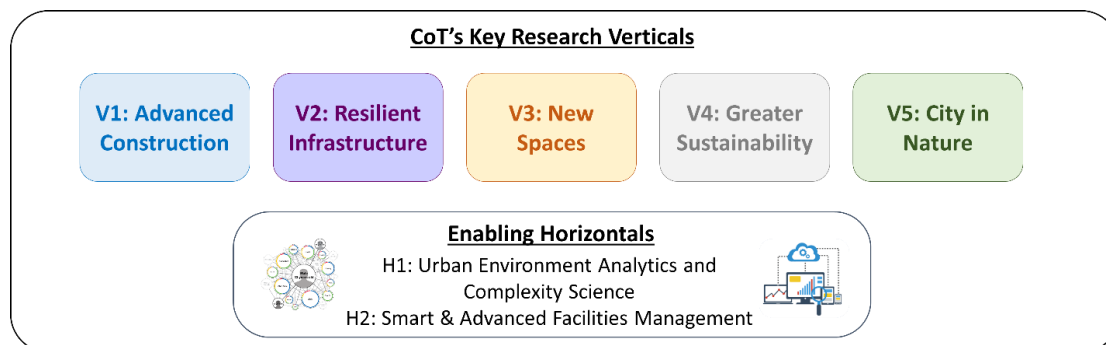 CoT's Key Research Verticals
V1: Advanced
Construction
V2: Resilient
Infrastructure
V3: New
Spaces
V4: Greater
Sustainability
V5: City in
Nature
Enabling Horizontals
H1: Urban Environment Analytics and
Complexity Science
H2: Smart & Advanced Facilities Management